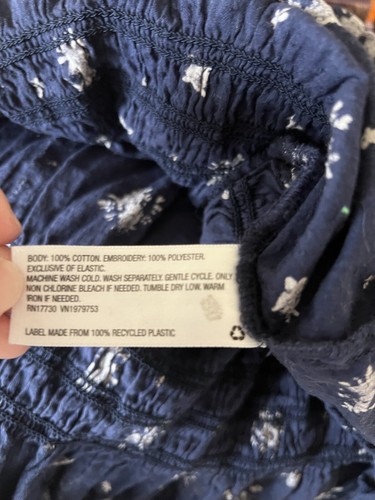 BODY: 100% COTTON. EMBROIDERY: 100% POLYESTER.
EXCLUSIVE OF ELASTIC.
MACHINE WASH COLD. WASH SEPARATELY. GENTLE CYCLE. ONLY
NON CHLORINE BLEACH IF NEEDED. TUMBLE DRY LOW. WARM
IRON IF NEEDED.
RN17730 VN1979753
LABEL MADE FROM 100% RECYCLED PLASTIC